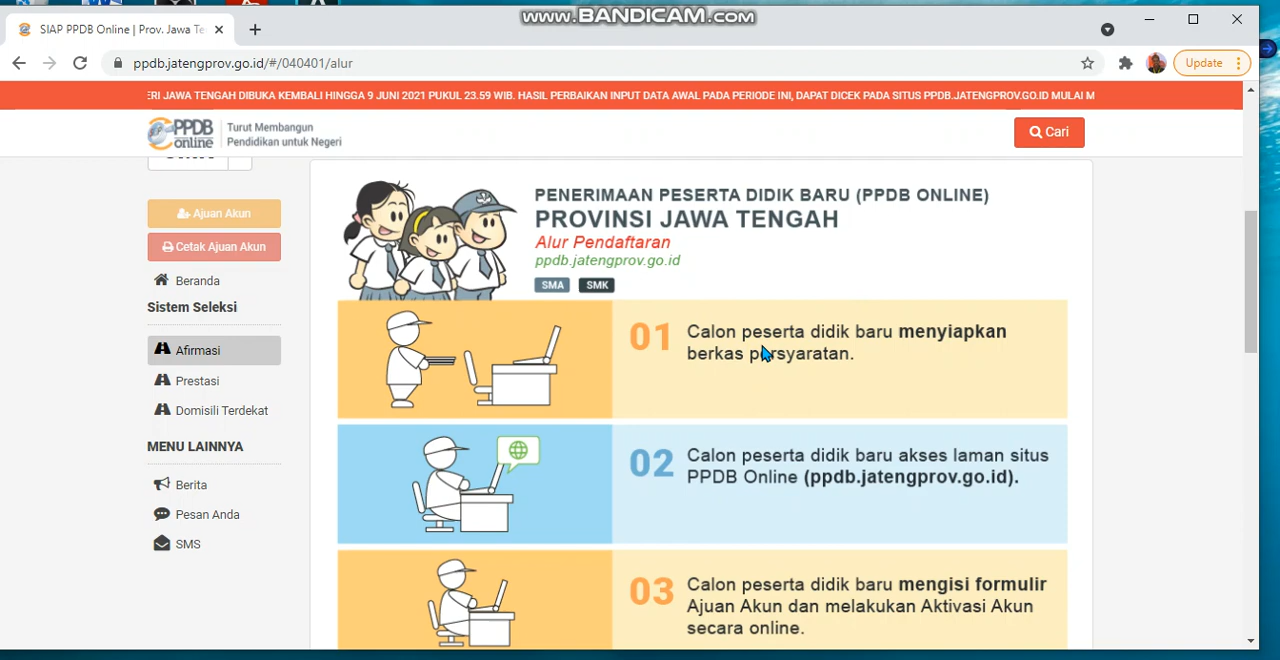 www.BANDICAM.com
SIAP PPDB Online | Prov. Jawa Te
ppdb.jatengprov.go.id/#/040401/alur
Update
ERI JAWA TENGAH DIBUKA KEMBALI HINGGA 9 JUNI 2021 PUKUL 23.59 WIB. HASIL PERBAIKAN INPUT DATA AWAL PADA PERIODE INI, DAPAT DICEK PADA SITUS PPDB.JATENGPROV.GO.ID MULAI M
PPDB online
Turut Membangun
Pendidikan untuk Negeri
Cari
Ajuan Akun
Cetak Ajuan Akun
Beranda
Sistem Seleksi
Afirmasi
Prestasi
Domisili Terdekat
MENU LAINNYA
Berita
Pesan Anda
SMS
PENERIMAAN PESERTA DIDIK BARU (PPDB ONLINE)
PROVINSI JAWA TENGAH
Alur Pendaftaran
ppdb.jatengprov.go.id
SMA SMK
01 Calon peserta didik baru menyiapkan
berkas persyaratan.
02 Calon peserta didik baru akses laman situs
PPDB Online (ppdb.jatengprov.go.id).
03 Calon peserta didik baru mengisi formulir
Ajuan Akun dan melakukan Aktivasi Akun
secara online.